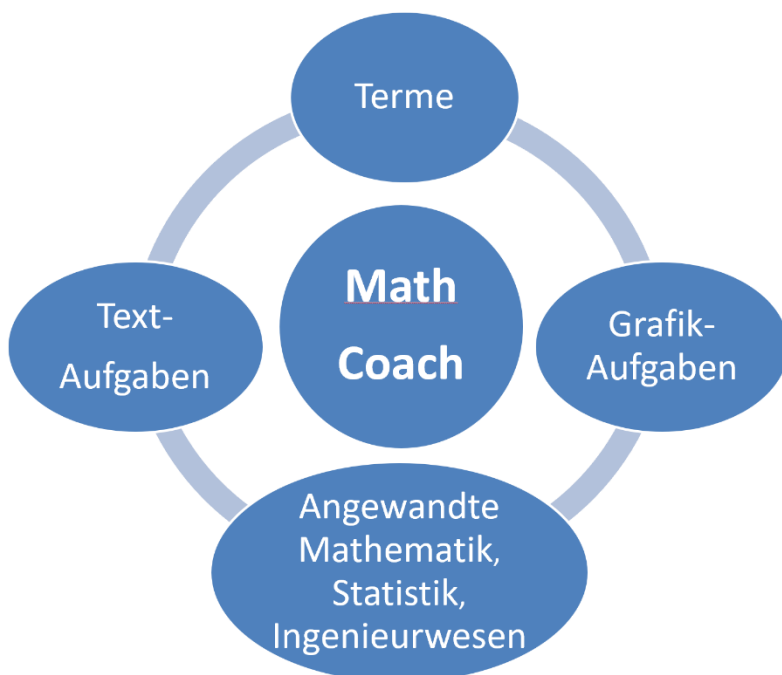 Terme
Math
Coach
Text-
Aufgaben
Grafik-
Aufgaben
Angewandte
Mathematik,
Statistik,
Ingenieurwesen